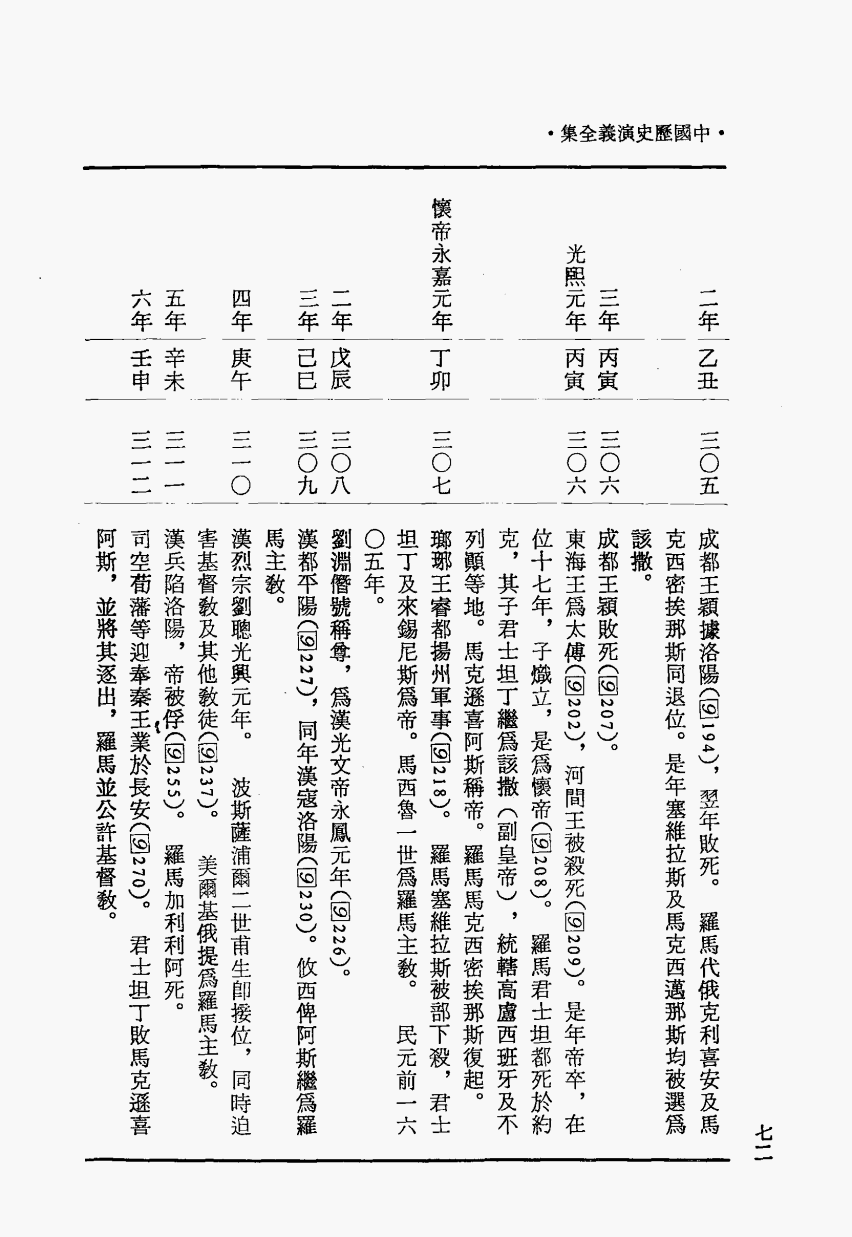 •中國歷史演義全集•
二年 乙丑 三〇五 成都王穎據洛陽(⑨194)，翌年敗死。 羅馬代俄克利喜安及馬
克西密挨那斯同退位。是年塞維拉斯及馬克西邁那斯均被選爲
該撒。
三年 丙寅 三〇六 成都王穎敗死(⑨207)。
光熙元年 丙寅 三〇六 東海王爲太傅(⑨202)，河間王被殺死(⑨209)。是年帝卒，在
位十七年，子熾立，是爲懷帝(⑨208)。 羅馬君士坦都死於約
克，其子君士坦丁繼爲該撒（副皇帝），統轄高盧西班牙及不
列顚等地。馬克遜喜阿斯稱帝。羅馬馬克西密挨那斯復起。
懷帝永嘉元年 丁卯 三〇七 瑯琊王睿都揚州軍事(⑨218)。 羅馬塞維拉斯被部下殺，君士
坦丁及來錫尼斯爲帝。馬西魯一世爲羅馬主敎。 民元前一六
〇五年。
二年 戊辰 三〇八 劉淵僭號稱尊，爲漢光文帝永鳳元年(⑨226)。
三年 己巳 三〇九 漢都平陽(⑨227)，同年漢寇洛陽(⑨230)。攸西俾阿斯繼爲羅
馬主敎。
四年 庚午 三一〇 漢烈宗劉聰光興元年。 波斯薩浦爾二世甫生卽接位，同時迫
害基督敎及其他敎徒(⑨237)。 美爾基俄提爲羅馬主敎。
五年 辛未 三一一 漢兵陷洛陽，帝被俘(⑨255)。 羅馬加利利阿死。
六年 壬申 三一二 司空荀藩等迎奉秦王業於長安(⑨270)。 君士坦丁敗馬克遜喜
阿斯，並將其逐出，羅馬並公許基督敎。
七二